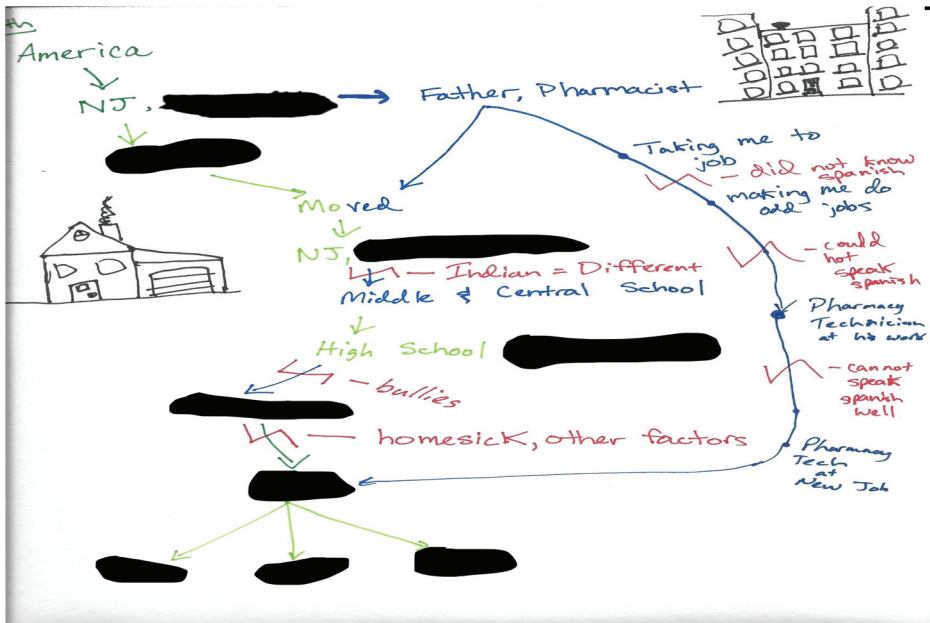 th
America
NJ,
Father, Pharmacist
Taking me to
job
did not know
spanish
making me do
odd jobs
Moved
NJ,
Indian = Different
could
not
speak
spanish
Middle & Central School
Pharmacy
Technician
at his work
High School
bullies
cannot
speak
spanish
well
homesick, other factors
Pharmacy
Tech
at
New Job